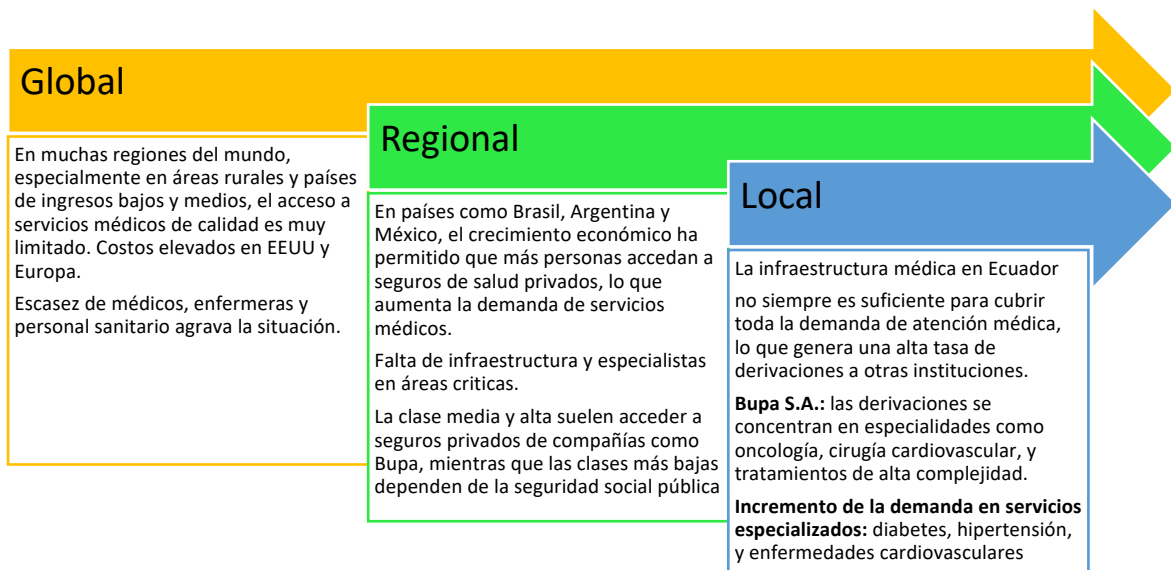 Global
En muchas regiones del mundo,
especialmente en áreas rurales y países
de ingresos bajos y medios, el acceso a
servicios médicos de calidad es muy
limitado. Costos elevados en EEUU y
Europa.
Escasez de médicos, enfermeras y
personal sanitario agrava la situación.
Regional
En países como Brasil, Argentina y
México, el crecimiento económico ha
permitido que más personas accedan a
seguros de salud privados, lo que
aumenta la demanda de servicios
médicos.
Falta de infraestructura y especialistas
en áreas criticas.
La clase media y alta suelen acceder a
seguros privados de compañías como
Bupa, mientras que las clases más bajas
dependen de la seguridad social pública
Local
La infraestructura médica en Ecuador
no siempre es suficiente para cubrir
toda la demanda de atención médica,
lo que genera una alta tasa de
derivaciones a otras instituciones.
Bupa S.A.: las derivaciones se
concentran en especialidades como
oncología, cirugía cardiovascular, y
tratamientos de alta complejidad.
Incremento de la demanda en servicios
especializados: diabetes, hipertensión,
y enfermedades cardiovasculares